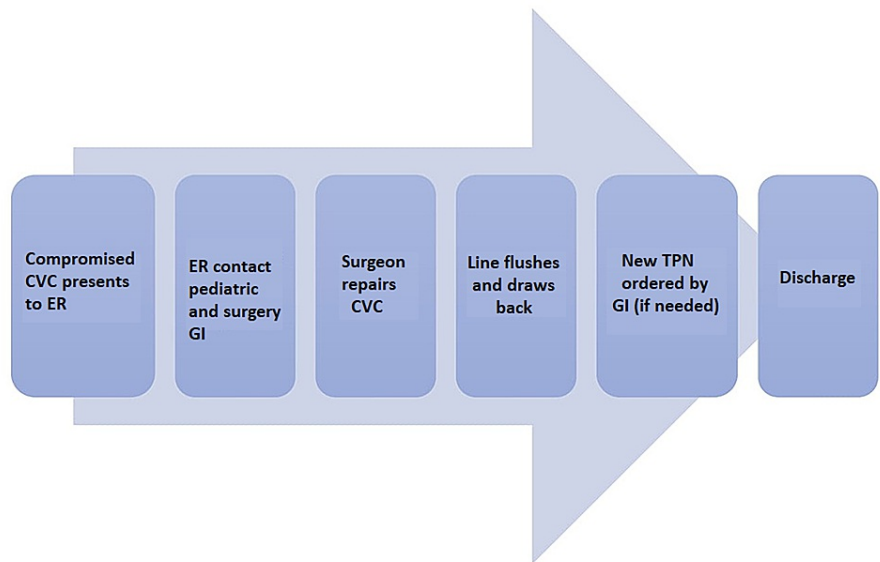 Compromised
CVC presents
to ER
ER contact
pediatric
and surgery
GI
Surgeon
repairs
CVC
Line flushes
and draws
back
New TPN
ordered by
GI (if needed)
Discharge